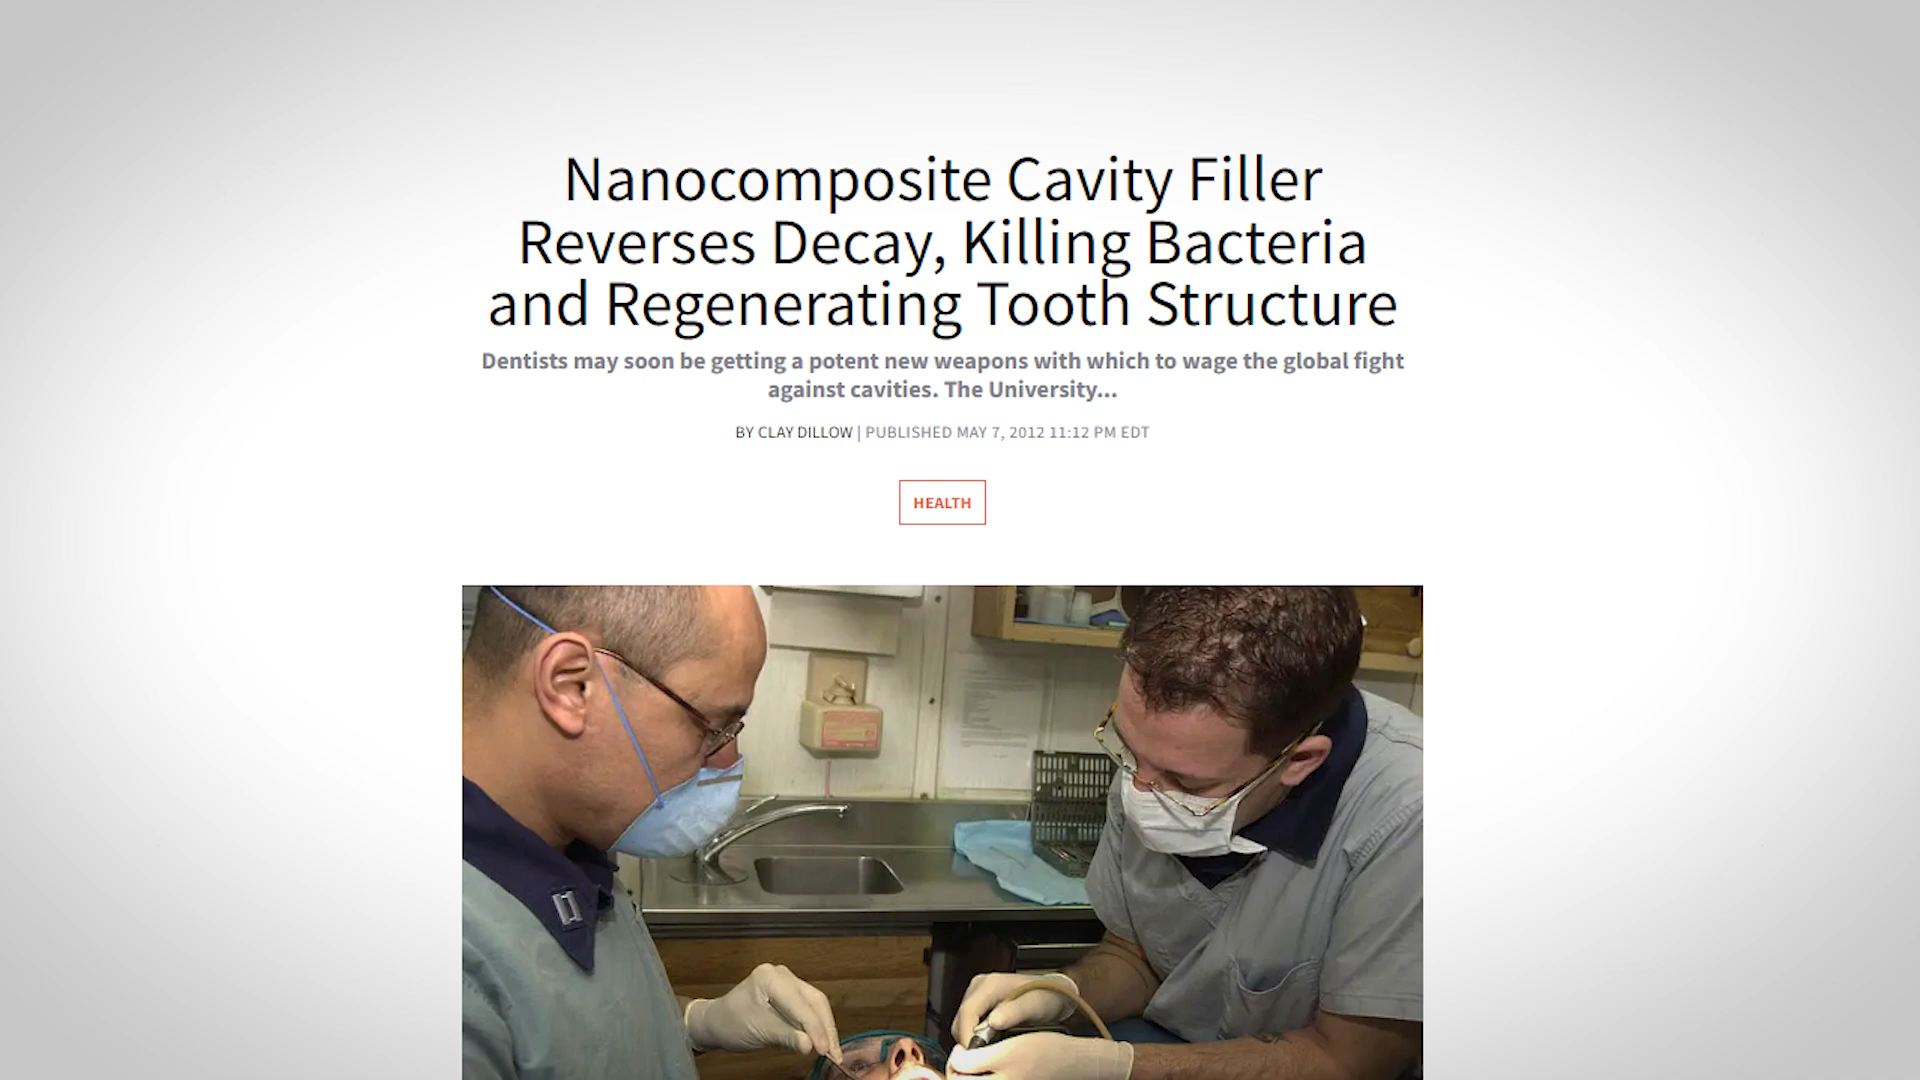 Nanocomposite Cavity Filler
Reverses Decay, Killing Bacteria
and Regenerating Tooth Structure
Dentists may soon be getting a potent new weapons with which to wage the global fight
against cavities. The University...
BY CLAY DILLOW | PUBLISHED MAY 7, 2012 11:12 PM EDT
HEALTH